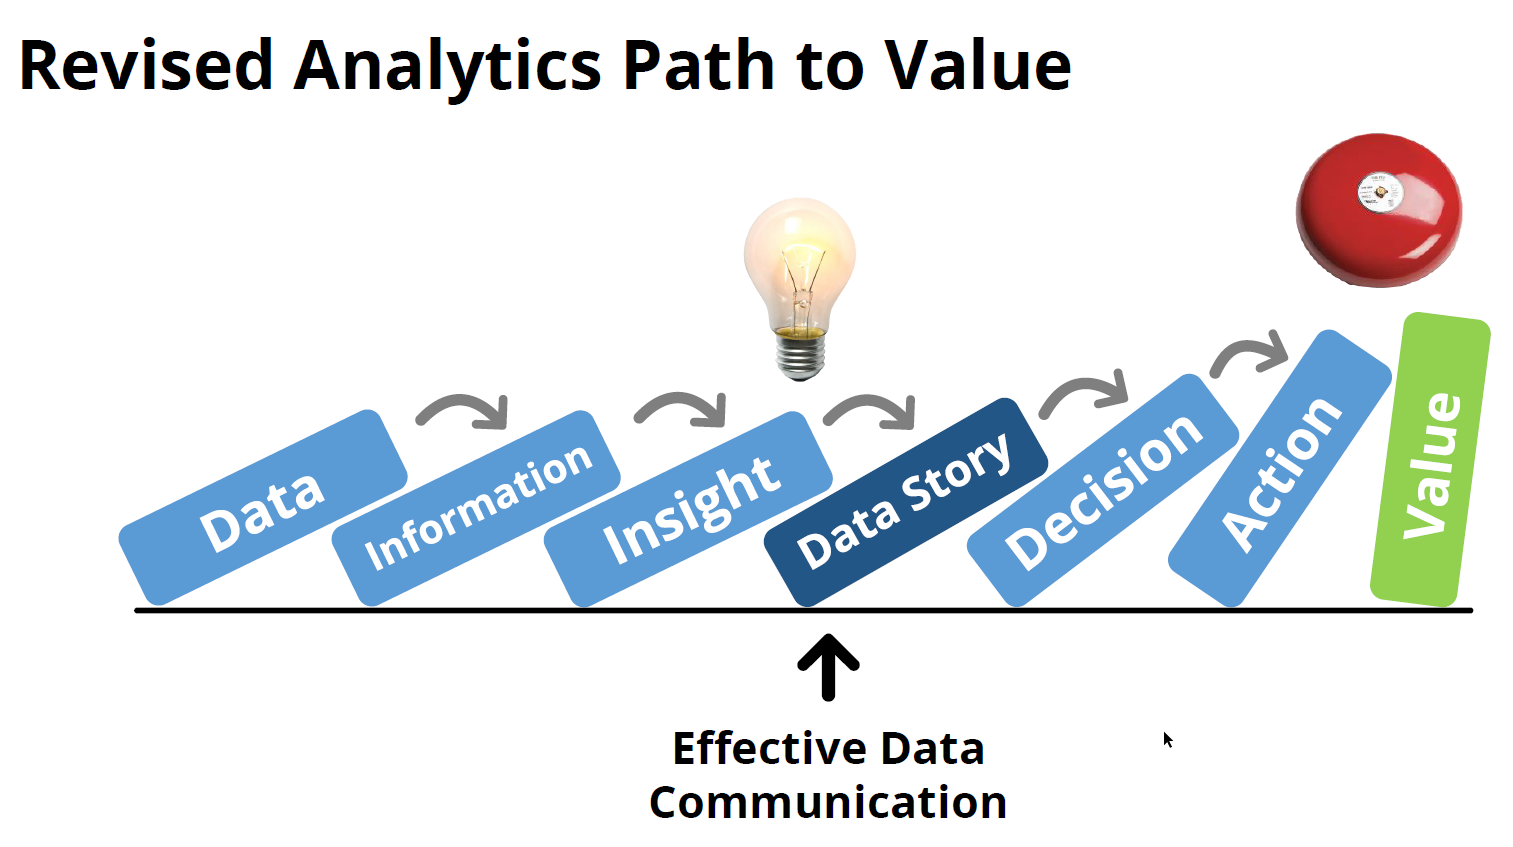 Revised Analytics Path to Value
Data
Information
Insight
Data Story
Decision
Action
Value
Effective Data
Communication